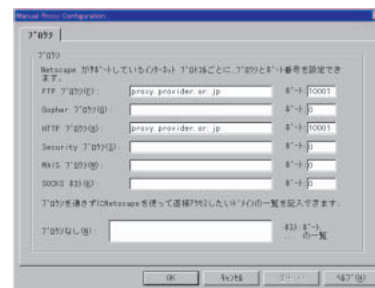 Manual Proxy Configuration
プロキシ
プロキシ
Netscape がサポートしているインターネット プロトコルごとに、プロキシとポート番号を設定できます。
FTP プロキシ(F): proxy.provider.or.jp ポート: 10001
Gopher プロキシ(G): ポート: 0
HTTP プロキシ(H): proxy.provider.or.jp ポート: 10001
Security プロキシ(S): ポート: 0
WAIS プロキシ(W): ポート: 0
SOCKS ホスト(K): ポート: 0
プロキシを通さずにNetscape を使って直接アクセスしたいドメインの一覧を記入できます:
プロキシなし(N): ホスト:ポート、
の一覧
OK キャンセル ヘルプ(H)